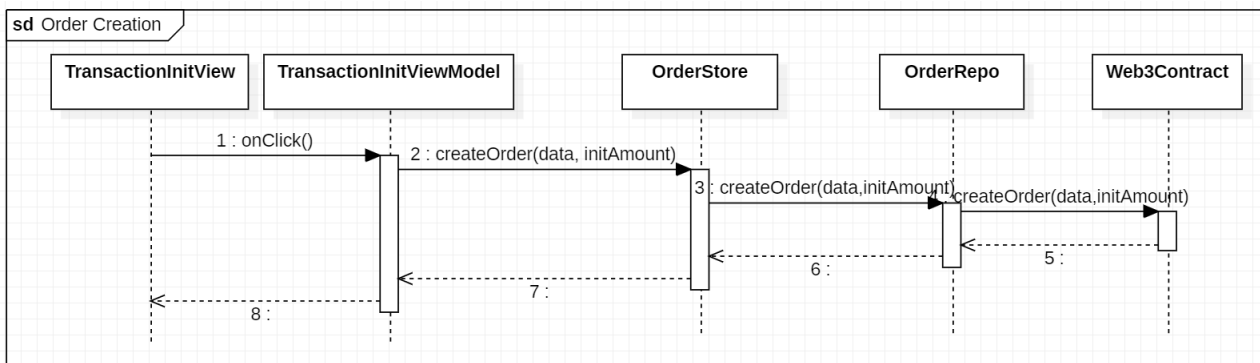 sd Order Creation
TransactionInitView
TransactionInitViewModel
OrderStore
OrderRepo
Web3Contract
1 : onClick()
2 : createOrder(data, initAmount)
3 : createOrder(data,initAmount)
4 : createOrder(data,initAmount)
5 :
6 :
7 :
8 :